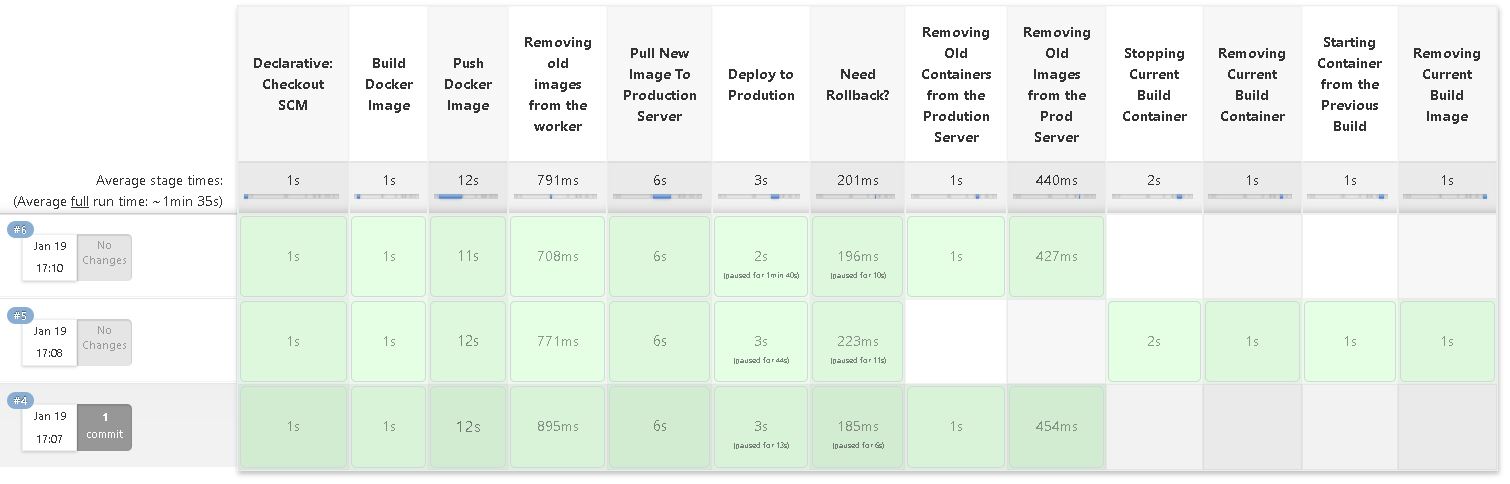 Declarative:
Checkout
SCM
Build
Docker
Image
Push
Docker
Image
Removing
old
images
from the
worker
Pull New
Image To
Production
Server
Deploy to
Prodution
Need
Rollback?
Removing
Old
Containers
from the
Prodution
Server
Removing
Old
Images
from the
Prod
Server
Stopping
Current
Build
Container
Removing
Current
Build
Container
Starting
Container
from the
Previous
Build
Removing
Current
Build
Image
Average stage times:
(Average full run time: ~1min 35s)
1s 1s 12s 791ms 6s 3s 201ms 1s 440ms 2s 1s 1s 1s
#6
Jan 19
17:10
No
Changes
1s 1s 11s 708ms 6s 2s 196ms 1s 427ms
(paused for 1min 40s) (paused for 10s)
#5
Jan 19
17:08
No
Changes
1s 1s 12s 771ms 6s 3s 223ms 2s 1s 1s 1s
(paused for 44s) (paused for 11s)
#4
Jan 19
17:07
1
commit
1s 1s 12s 895ms 6s 3s 185ms 1s 454ms
(paused for 13s) (paused for 6s)